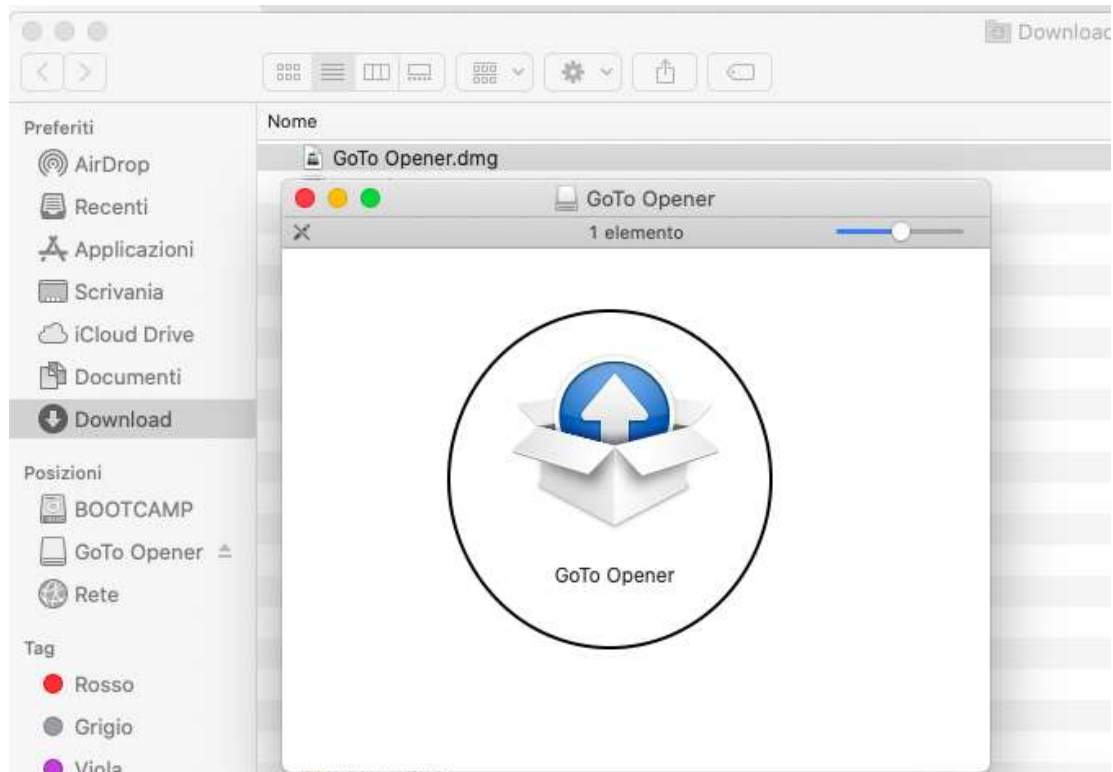 Download
Preferiti
AirDrop
Recenti
Applicazioni
Scrivania
iCloud Drive
Documenti
Download
Posizioni
BOOTCAMP
GoTo Opener
Rete
Tag
Rosso
Grigio
Viola
Nome
GoTo Opener.dmg
GoTo Opener
1 elemento
GoTo Opener